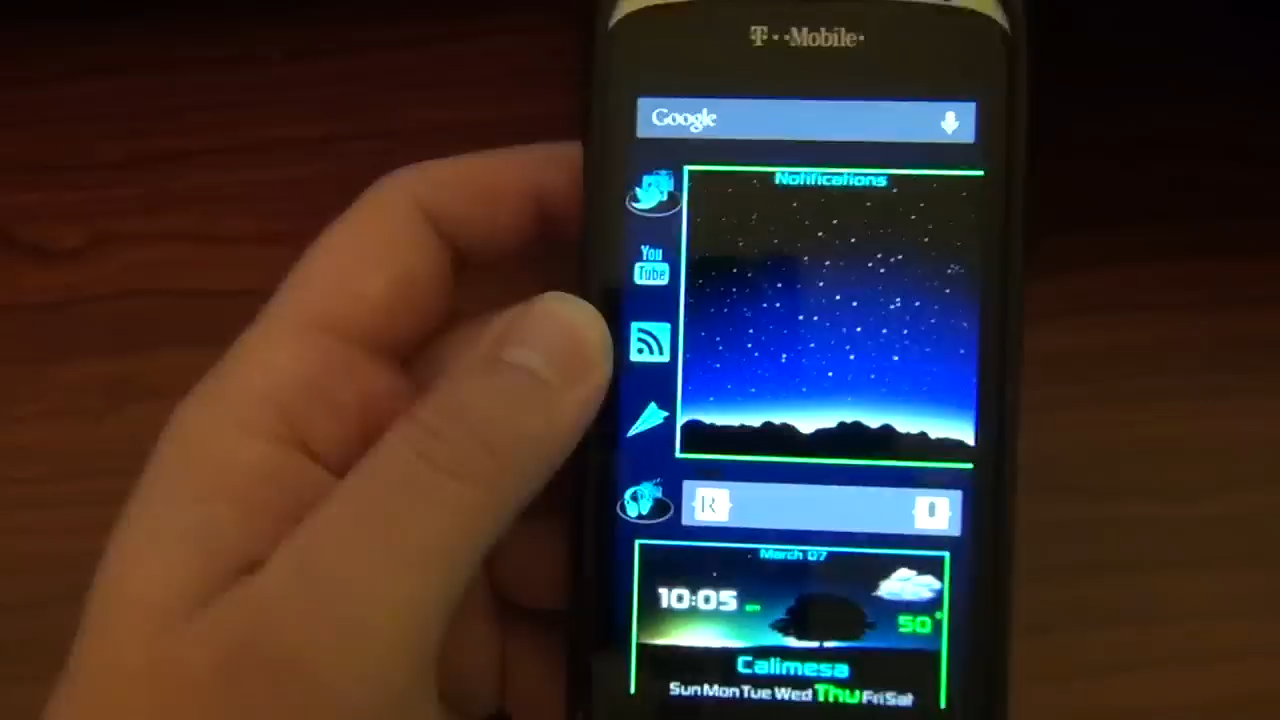 T··Mobile·
Google
Notifications
You
Tube
R
March 07
10:05
50°
Calimesa
Sun Mon Tue Wed Thu Fri Sat